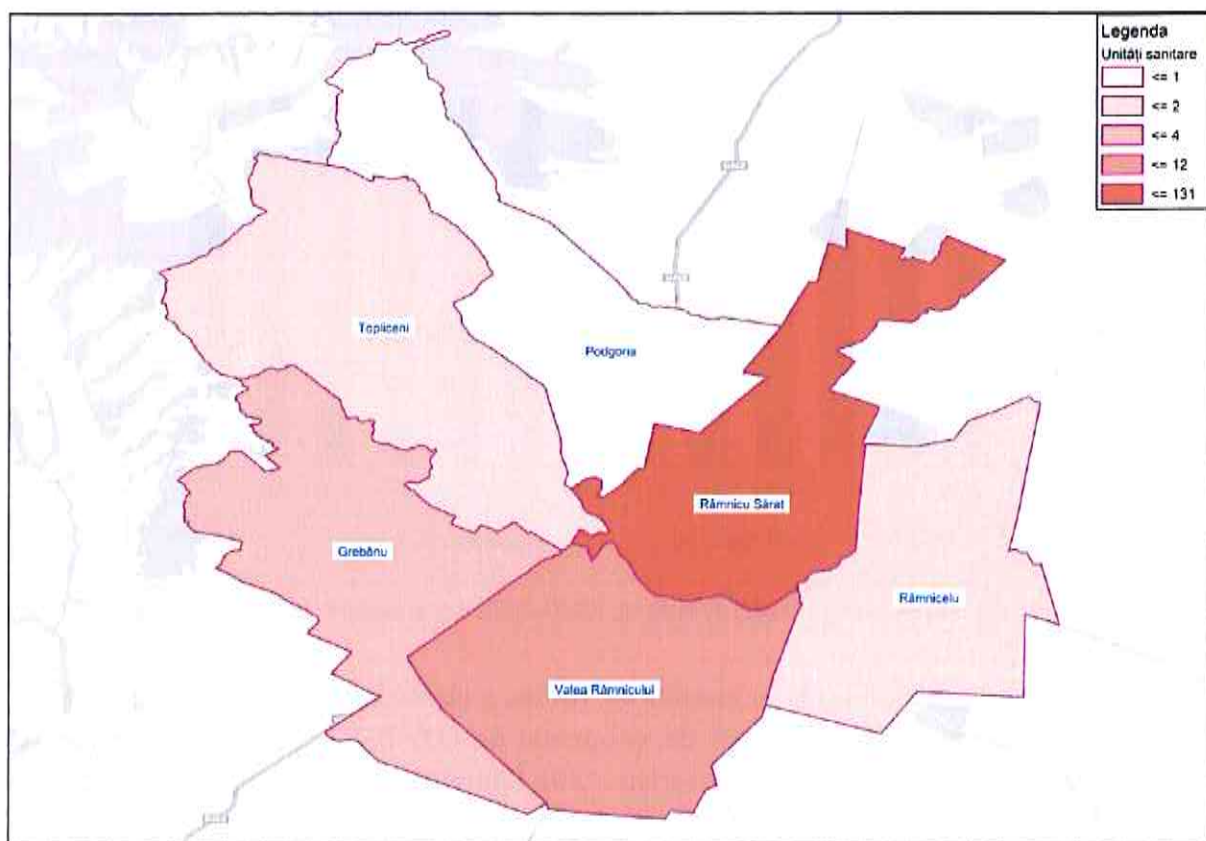 Legenda
Unități sanitare
<= 1
<= 2
<= 4
<= 12
<= 131
Topliceni
Podgoria
Râmnicu Sărat
Grebănu
Râmnicelu
Valea Râmnicului